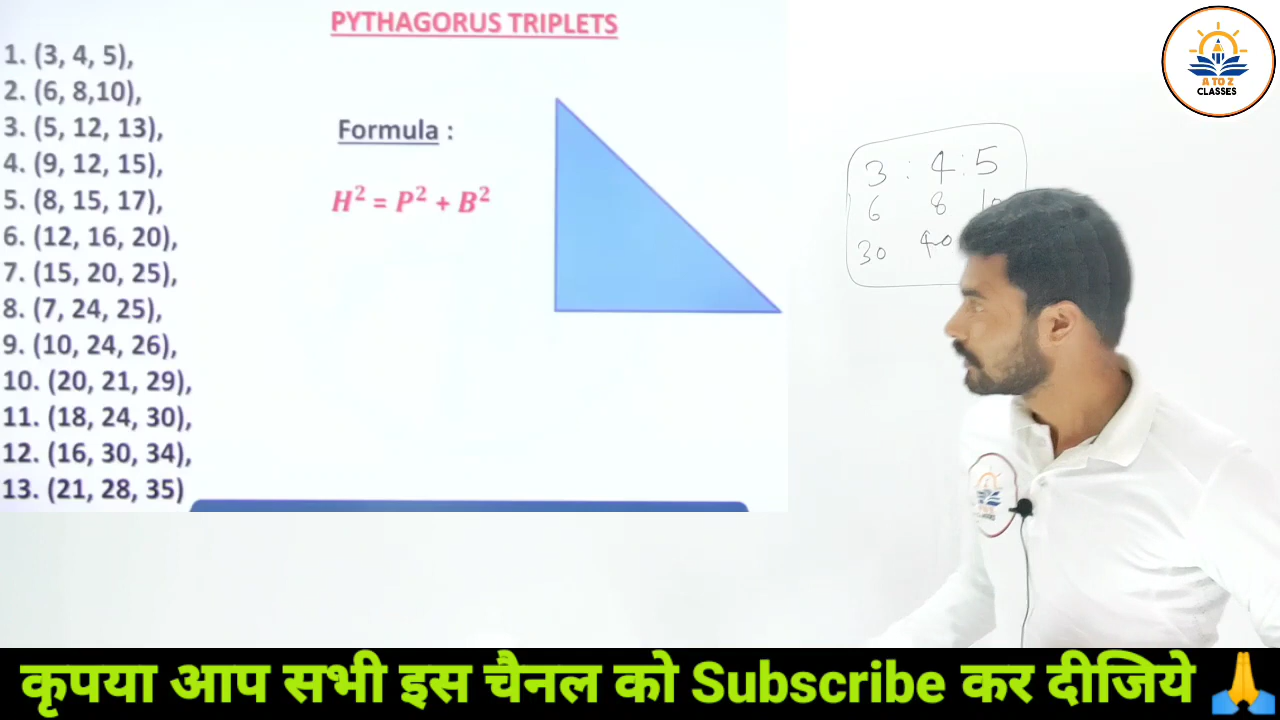 PYTHAGORUS TRIPLETS
1. (3, 4, 5),
2. (6, 8,10),
3. (5, 12, 13),
4. (9, 12, 15),
5. (8, 15, 17),
6. (12, 16, 20),
7. (15, 20, 25),
8. (7, 24, 25),
9. (10, 24, 26),
10. (20, 21, 29),
11. (18, 24, 30),
12. (16, 30, 34),
13. (21, 28, 35)
Formula :
H² = P² + B²
3 : 4 : 5
6 8 10
30 40
A TO Z
CLASSES
कृपया आप सभी इस चैनल को Subscribe कर दीजिये 🙏